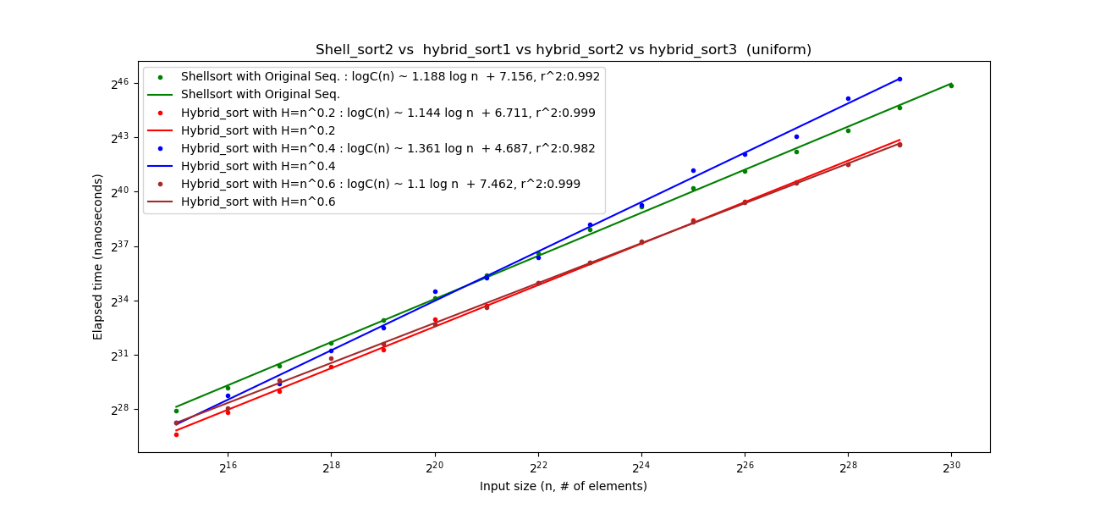 Shell_sort2 vs  hybrid_sort1 vs hybrid_sort2 vs hybrid_sort3  (uniform)
Shellsort with Original Seq. : logC(n) ~ 1.188 log n  + 7.156, r^2:0.992
Shellsort with Original Seq.
Hybrid_sort with H=n^0.2 : logC(n) ~ 1.144 log n  + 6.711, r^2:0.999
Hybrid_sort with H=n^0.2
Hybrid_sort with H=n^0.4 : logC(n) ~ 1.361 log n  + 4.687, r^2:0.982
Hybrid_sort with H=n^0.4
Hybrid_sort with H=n^0.6 : logC(n) ~ 1.1 log n  + 7.462, r^2:0.999
Hybrid_sort with H=n^0.6
2^46
2^43
2^40
2^37
2^34
2^31
2^28
Elapsed time (nanoseconds)
2^16 2^18 2^20 2^22 2^24 2^26 2^28 2^30
Input size (n, # of elements)